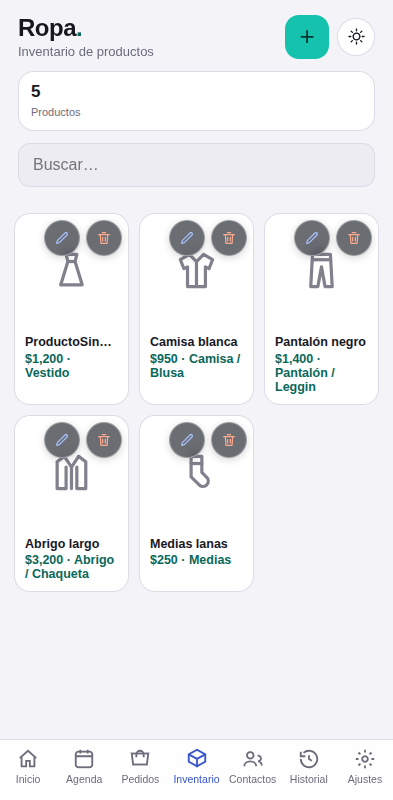 Ropa.
Inventario de productos
5
Productos
Buscar…
ProductoSin…
$1,200 ·
Vestido
Camisa blanca
$950 · Camisa /
Blusa
Pantalón negro
$1,400 ·
Pantalón /
Leggin
Abrigo largo
$3,200 · Abrigo
/ Chaqueta
Medias lanas
$250 · Medias
Inicio
Agenda
Pedidos
Inventario
Contactos
Historial
Ajustes